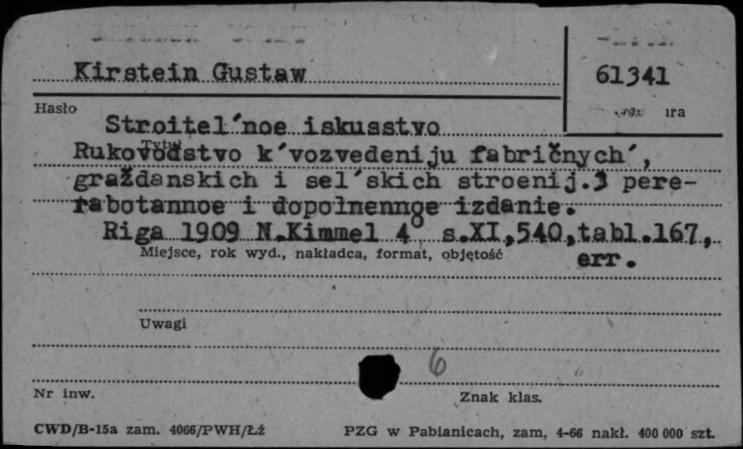 Kirstein Gustaw
61341
Hasło
Stroitel'noe iskusstvo
Tytuł
Rukovodstvo k'vozvedeniju fabričnych',
graždanskich i sel'skich stroenij.3 pere-
rabotannoe i dopolnennoe izdanie.
Riga 1909 N.Kimmel 4° s.XI,540,tabl.167,
err.
Miejsce, rok wyd., nakładca, format, objętość
Uwagi
6
Nr inw.
Znak klas.
CWD/B-15a zam. 4066/PWH/Łż
PZG w Pabianicach, zam. 4-66 nakł. 400 000 szt.